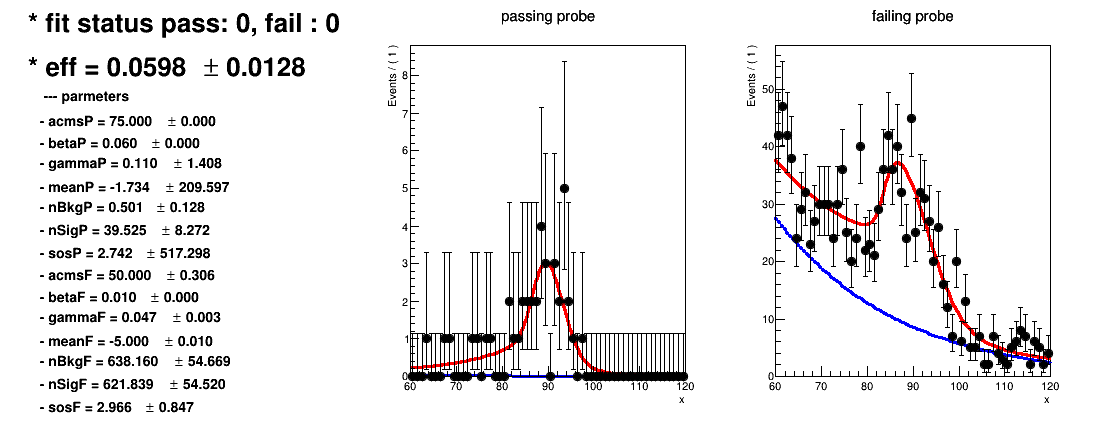 * fit status pass: 0, fail : 0
* eff = 0.0598 ± 0.0128
--- parmeters
- acmsP = 75.000 ± 0.000
- betaP = 0.060 ± 0.000
- gammaP = 0.110 ± 1.408
- meanP = -1.734 ± 209.597
- nBkgP = 0.501 ± 0.128
- nSigP = 39.525 ± 8.272
- sosP = 2.742 ± 517.298
- acmsF = 50.000 ± 0.306
- betaF = 0.010 ± 0.000
- gammaF = 0.047 ± 0.003
- meanF = -5.000 ± 0.010
- nBkgF = 638.160 ± 54.669
- nSigF = 621.839 ± 54.520
- sosF = 2.966 ± 0.847
passing probe
Events / ( 1 )
8
7
6
5
4
3
2
1
0
60 70 80 90 100 110 120
x
failing probe
Events / ( 1 )
50
40
30
20
10
0
60 70 80 90 100 110 120
x